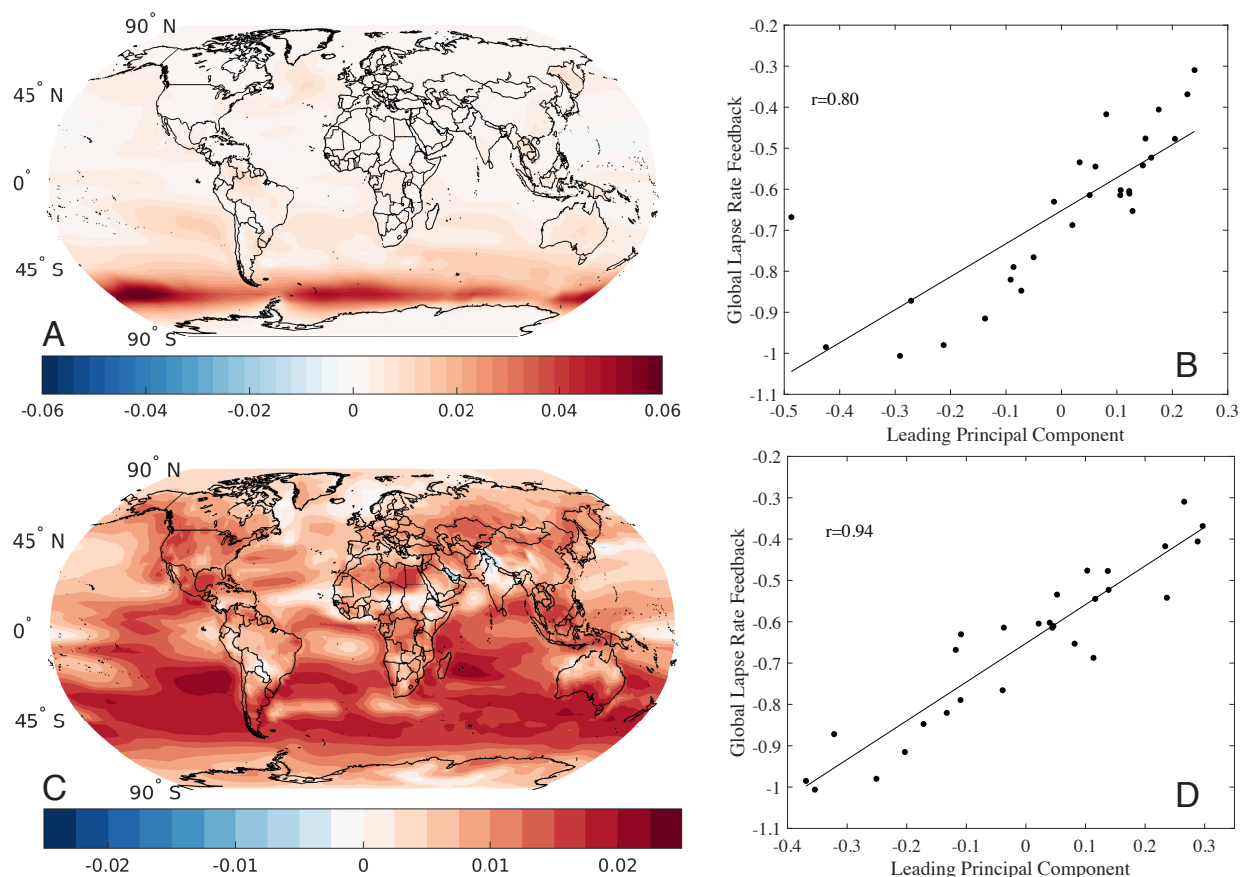 90° N
45° N
0°
45° S
90° S
A
-0.06 -0.04 -0.02 0 0.02 0.04 0.06
-0.2
-0.3
-0.4
-0.5
-0.6
-0.7
-0.8
-0.9
-1
-1.1
Global Lapse Rate Feedback
r=0.80
B
-0.5 -0.4 -0.3 -0.2 -0.1 0 0.1 0.2 0.3
Leading Principal Component
90° N
45° N
0°
45° S
90° S
C
-0.02 -0.01 0 0.01 0.02
-0.2
-0.3
-0.4
-0.5
-0.6
-0.7
-0.8
-0.9
-1
-1.1
Global Lapse Rate Feedback
r=0.94
D
-0.4 -0.3 -0.2 -0.1 0 0.1 0.2 0.3
Leading Principal Component